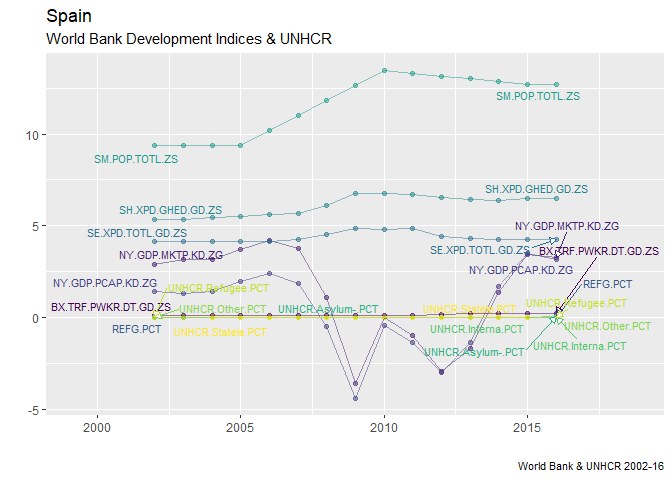 Spain
World Bank Development Indices & UNHCR
10
5
0
-5
SM.POP.TOTL.ZS
SM.POP.TOTL.ZS
SH.XPD.GHED.GD.ZS
SH.XPD.GHED.GD.ZS
SE.XPD.TOTL.GD.ZS
NY.GDP.MKTP.KD.ZG
NY.GDP.MKTP.KD.ZG
SE.XPD.TOTL.GD.ZS
BX.TRF.PWKR.DT.GD.ZS
NY.GDP.PCAP.KD.ZG
NY.GDP.PCAP.KD.ZG
UNHCR.Refugee.PCT
REFG.PCT
BX.TRF.PWKR.DT.GD.ZS
UNHCR.Other.PCT
UNHCR.Asylum-.PCT
UNHCR.Statele.PCT
UNHCR.Refugee.PCT
REFG.PCT
UNHCR.Statele.PCT
UNHCR.Interna.PCT
UNHCR.Other.PCT
UNHCR.Asylum-.PCT
UNHCR.Interna.PCT
2000
2005
2010
2015
World Bank & UNHCR 2002-16